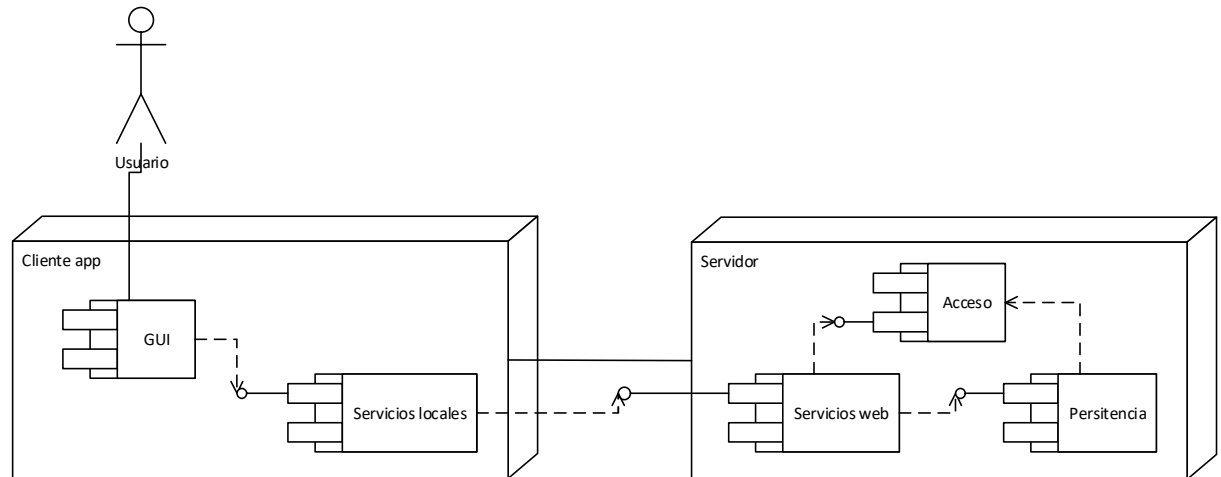 Usuario
Cliente app
GUI
Servicios locales
Servidor
Acceso
Servicios web
Persitencia